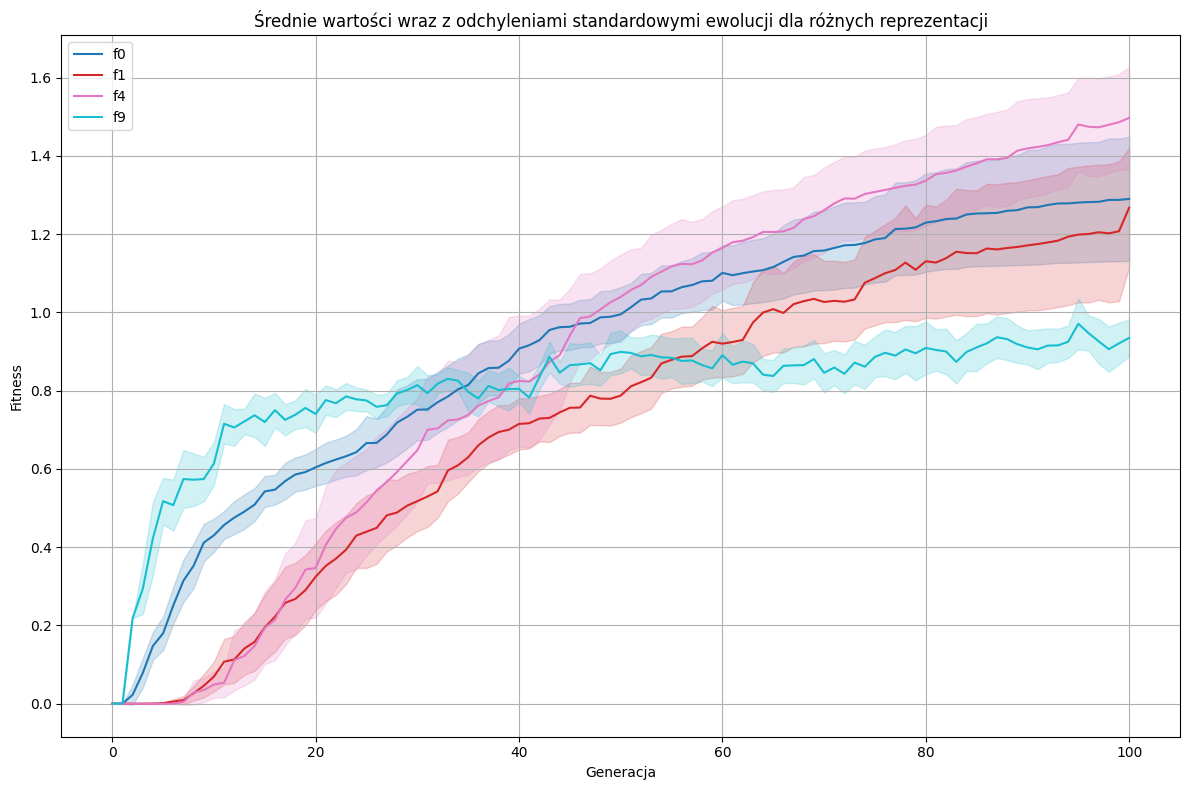 Średnie wartości wraz z odchyleniami standardowymi ewolucji dla różnych reprezentacji
f0
f1
f4
f9
Fitness
1.6
1.4
1.2
1.0
0.8
0.6
0.4
0.2
0.0
0 20 40 60 80 100
Generacja